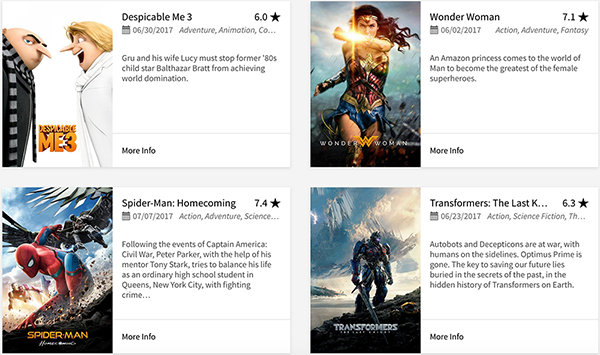 DESPICABLE
ME3
Despicable Me 3 6.0 ★
06/30/2017 Adventure, Animation, Co…
Gru and his wife Lucy must stop former '80s
child star Balthazar Bratt from achieving
world domination.
More Info
WONDER WOMAN
Wonder Woman 7.1 ★
06/02/2017 Action, Adventure, Fantasy
An Amazon princess comes to the world of
Man to become the greatest of the female
superheroes.
More Info
SPIDER-MAN
HOMECOMING
Spider-Man: Homecoming 7.4 ★
07/07/2017 Action, Adventure, Science…
Following the events of Captain America:
Civil War, Peter Parker, with the help of his
mentor Tony Stark, tries to balance his life
as an ordinary high school student in
Queens, New York City, with fighting
crime…
More Info
TRANSFORMERS
THE LAST KNIGHT
Transformers: The Last K… 6.3 ★
06/23/2017 Action, Science Fiction, Th…
Autobots and Decepticons are at war, with
humans on the sidelines. Optimus Prime is
gone. The key to saving our future lies
buried in the secrets of the past, in the
hidden history of Transformers on Earth.
More Info